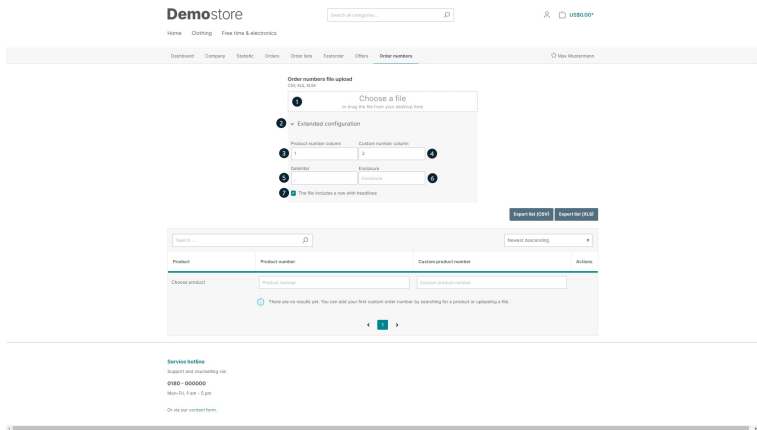 Demostore
Search all categories...
US$0.00*
Home Clothing Free time & electronics
Dashboard Company Statistic Orders Order lists Fastorder Offers Order numbers Max Mustermann
Order numbers file upload
CSV, XLS, XLSX
1 Choose a file
or drag the file from your desktop here
2 Extended configuration
Product number column Custom number column
3 1 2 4
Delimiter Enclosure
5 ; Enclosure 6
7 The file includes a row with headlines
Export list (CSV) Export list (XLS)
Search ... Newest descending
Product Product number Custom product number Actions
Choose product Product number Custom product number
There are no results yet. You can add your first custom order number by searching for a product or uploading a file.
1
Service hotline
Support and counselling via:
0180 - 000000
Mon-Fri, 9 am - 5 pm
Or via our contact form.